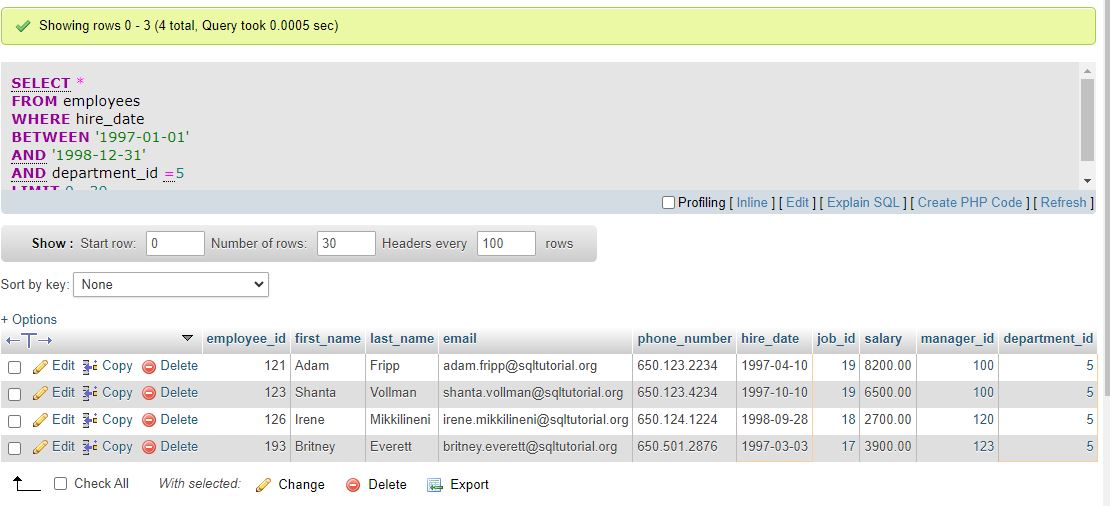 Showing rows 0 - 3 (4 total, Query took 0.0005 sec)
SELECT *
FROM employees
WHERE hire_date
BETWEEN '1997-01-01'
AND '1998-12-31'
AND department_id =5
LIMIT 0 , 30
Profiling [ Inline ] [ Edit ] [ Explain SQL ] [ Create PHP Code ] [ Refresh ]
Show : Start row: 0 Number of rows: 30 Headers every 100 rows
Sort by key: None
+ Options
employee_id first_name last_name email phone_number hire_date job_id salary manager_id department_id
Edit Copy Delete 121 Adam Fripp adam.fripp@sqltutorial.org 650.123.2234 1997-04-10 19 8200.00 100 5
Edit Copy Delete 123 Shanta Vollman shanta.vollman@sqltutorial.org 650.123.4234 1997-10-10 19 6500.00 100 5
Edit Copy Delete 126 Irene Mikkilineni irene.mikkilineni@sqltutorial.org 650.124.1224 1998-09-28 18 2700.00 120 5
Edit Copy Delete 193 Britney Everett britney.everett@sqltutorial.org 650.501.2876 1997-03-03 17 3900.00 123 5
Check All With selected: Change Delete Export